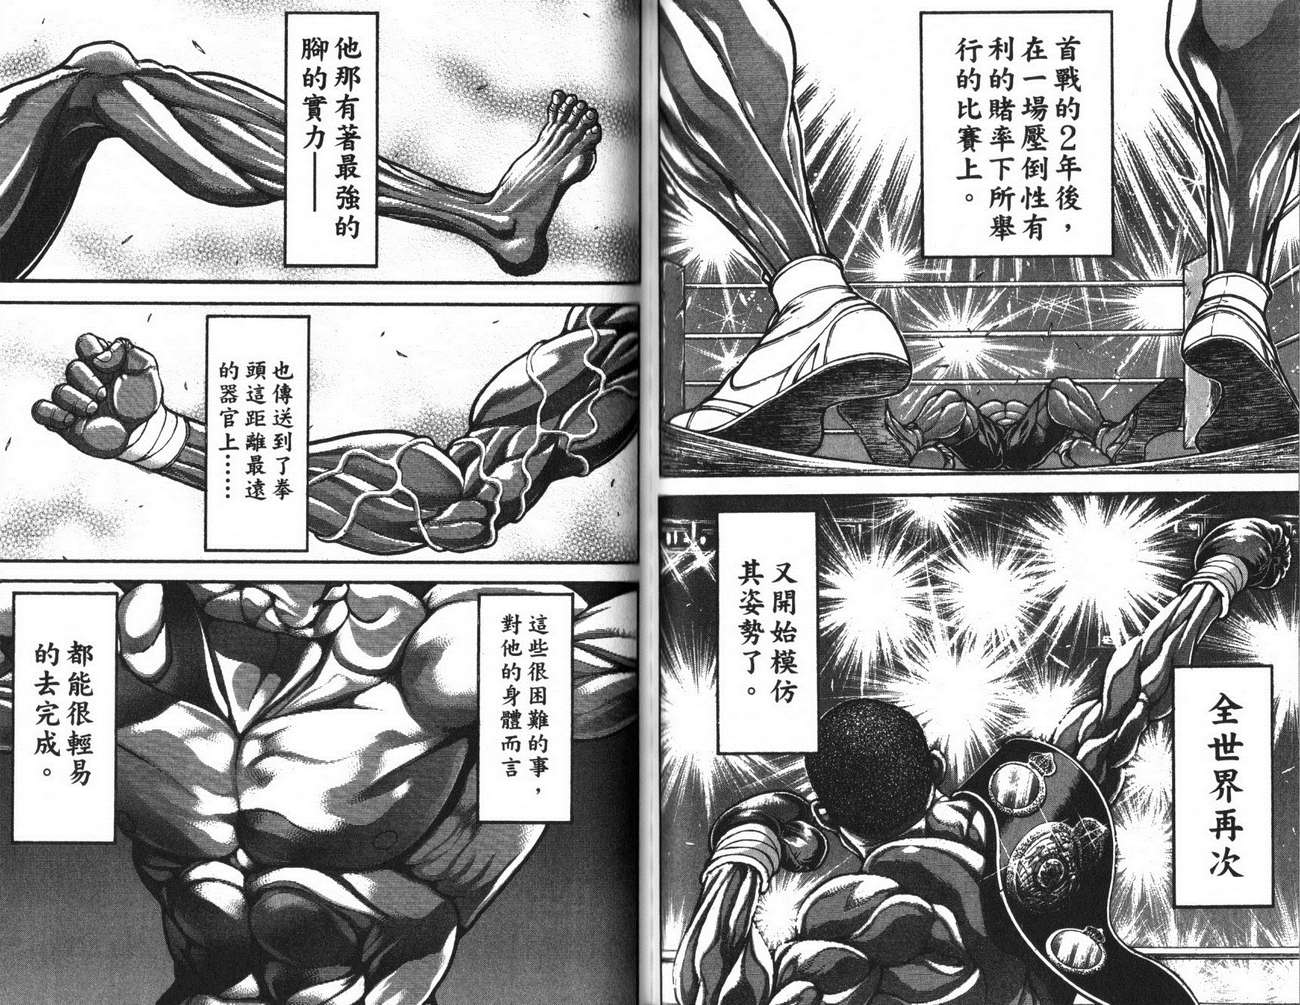 首戰的2年後，
在一場壓倒性有
利的賭率下所舉
行的比賽上。
全世界再次
又開始模仿
其姿勢了。
他那有著最強的
腳的實力——
也傳送到了拳
頭這距離最遠
的器官上……
這些很困難的事，
對他的身體而言
都能很輕易
的去完成。